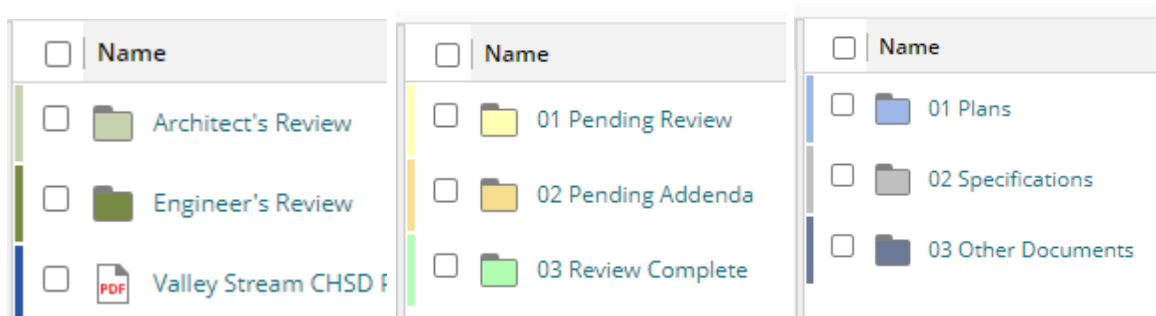 Name
Architect's Review
Engineer's Review
PDF
Valley Stream CHSD
Name
01 Pending Review
02 Pending Addenda
03 Review Complete
Name
01 Plans
02 Specifications
03 Other Documents